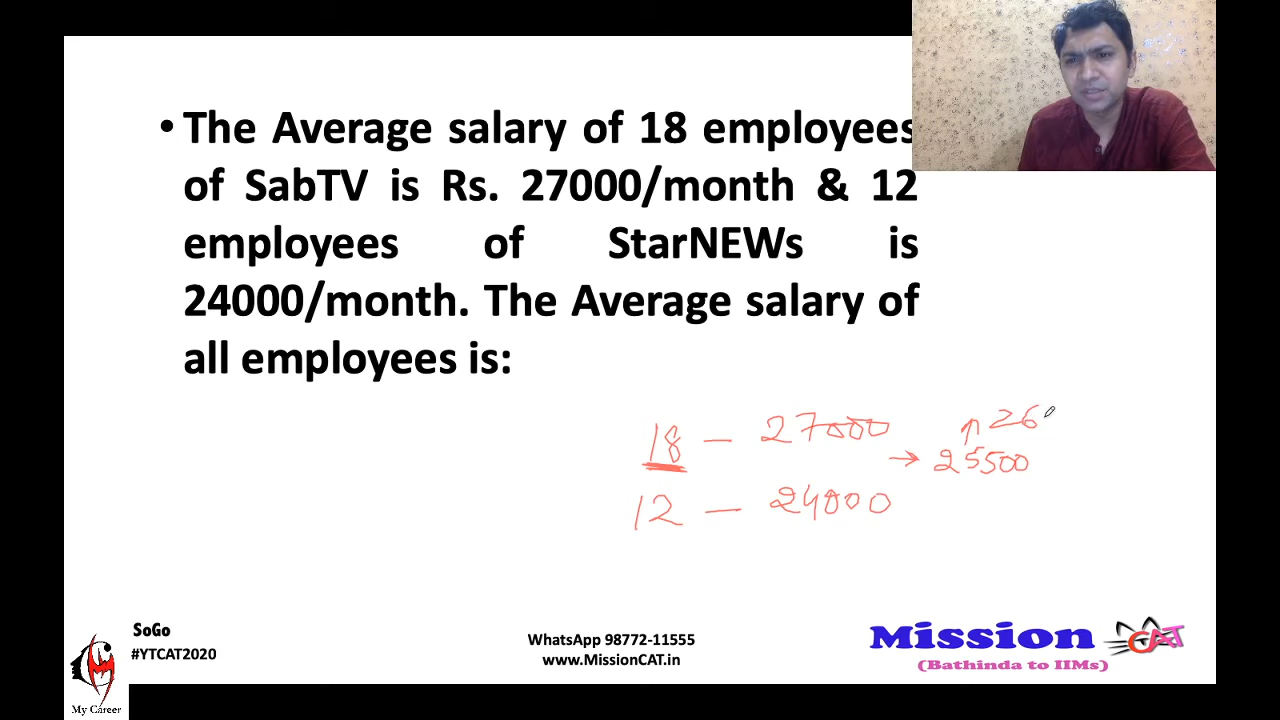 • The Average salary of 18 employees
of SabTV is Rs. 27000/month & 12
employees of StarNEWs is
24000/month. The Average salary of
all employees is:
18 — 27000
→ 25500
↑ 26
12 — 24000
SoGo
#YTCAT2020
WhatsApp 98772-11555
www.MissionCAT.in
Mission CAT
(Bathinda to IIMs)
My Career